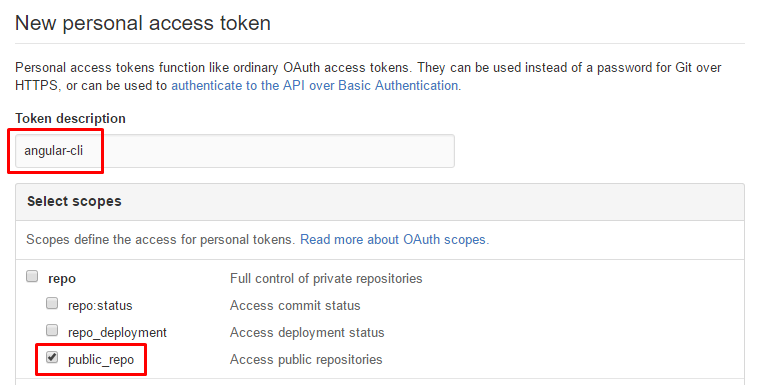 New personal access token
Personal access tokens function like ordinary OAuth access tokens. They can be used instead of a password for Git over
HTTPS, or can be used to authenticate to the API over Basic Authentication.
Token description
angular-cli
Select scopes
Scopes define the access for personal tokens. Read more about OAuth scopes.
repo Full control of private repositories
repo:status Access commit status
repo_deployment Access deployment status
public_repo Access public repositories